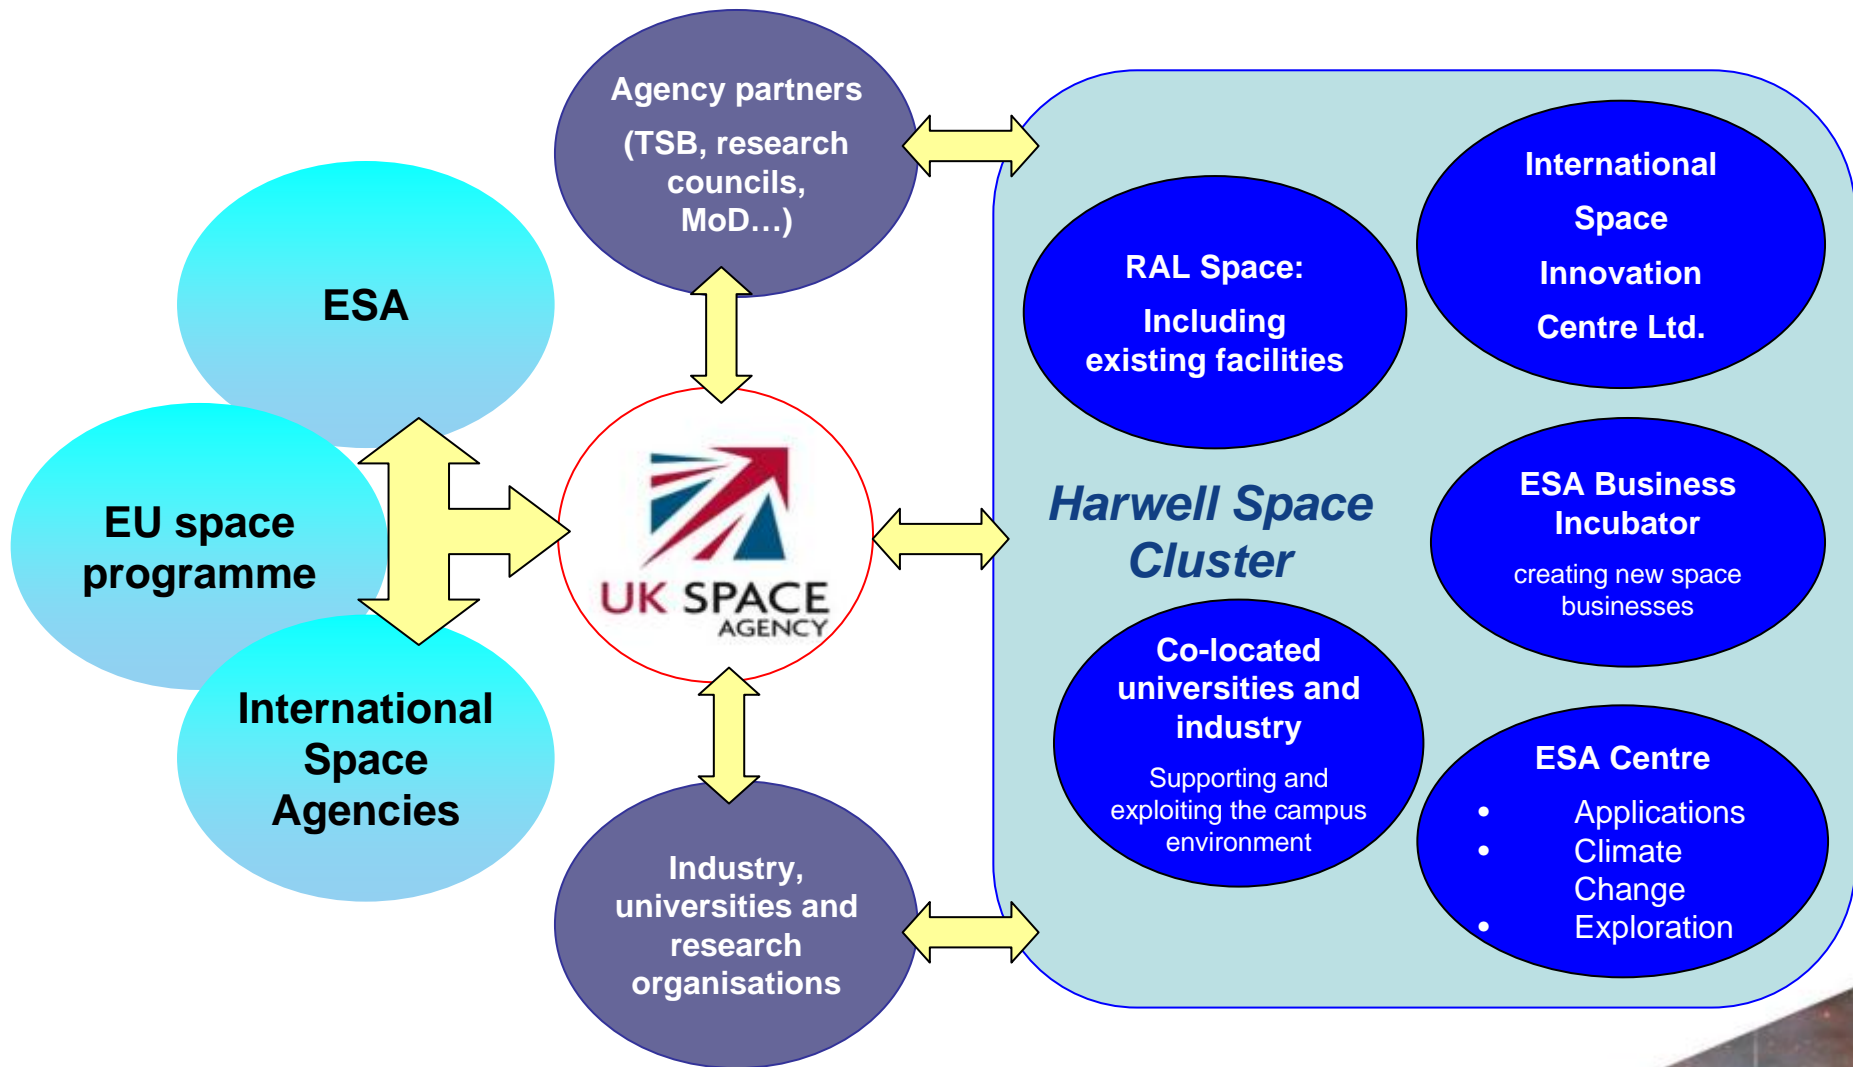 Agency partners
(TSB, research
councils,
MoD…)
ESA
EU space
programme
International
Space
Agencies
UK SPACE
AGENCY
Industry,
universities and
research
organisations
Harwell Space
Cluster
RAL Space:
Including
existing facilities
International
Space
Innovation
Centre Ltd.
ESA Business
Incubator
creating new space
businesses
Co-located
universities and
industry
Supporting and
exploiting the campus
environment
ESA Centre
• Applications
• Climate
Change
• Exploration